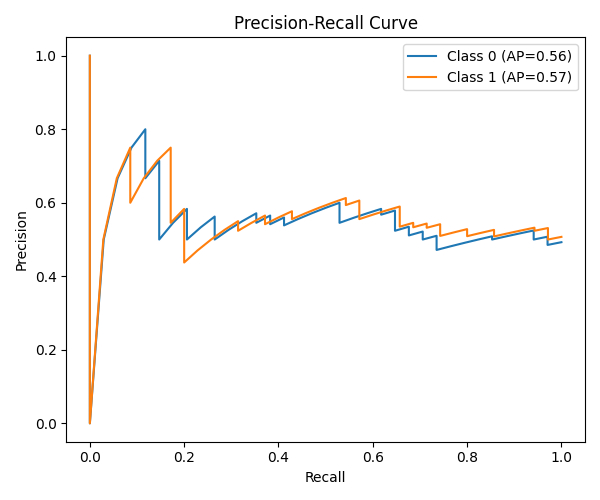 Precision-Recall Curve
Class 0 (AP=0.56)
Class 1 (AP=0.57)
Precision
1.0
0.8
0.6
0.4
0.2
0.0
0.0 0.2 0.4 0.6 0.8 1.0
Recall